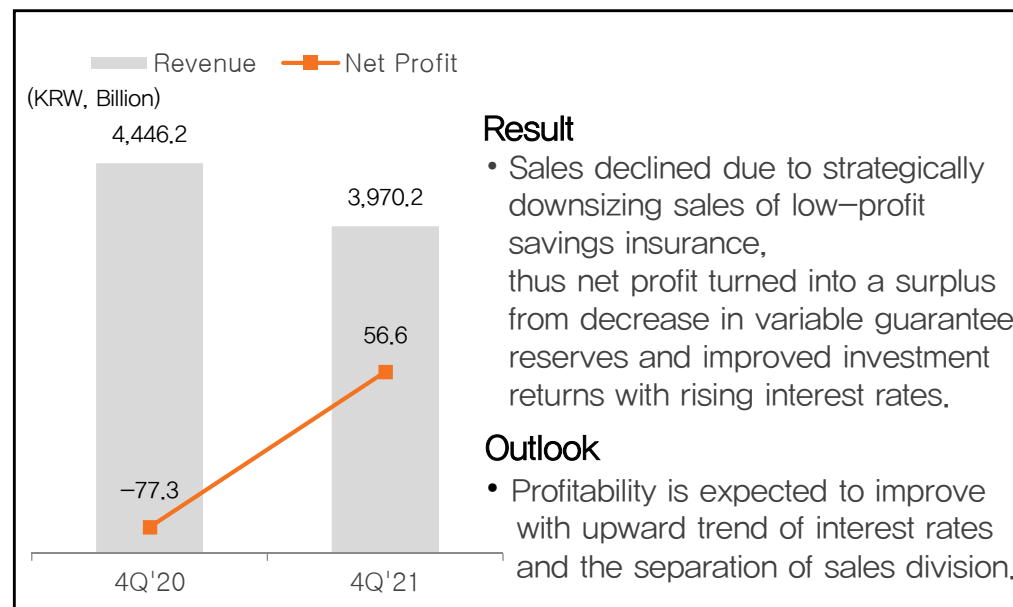 Revenue Net Profit
(KRW, Billion)
4,446.2
3,970.2
56.6
-77.3
4Q'20 4Q'21
Result
• Sales declined due to strategically
downsizing sales of low-profit
savings insurance,
thus net profit turned into a surplus
from decrease in variable guarantee
reserves and improved investment
returns with rising interest rates.
Outlook
• Profitability is expected to improve
with upward trend of interest rates
and the separation of sales division.